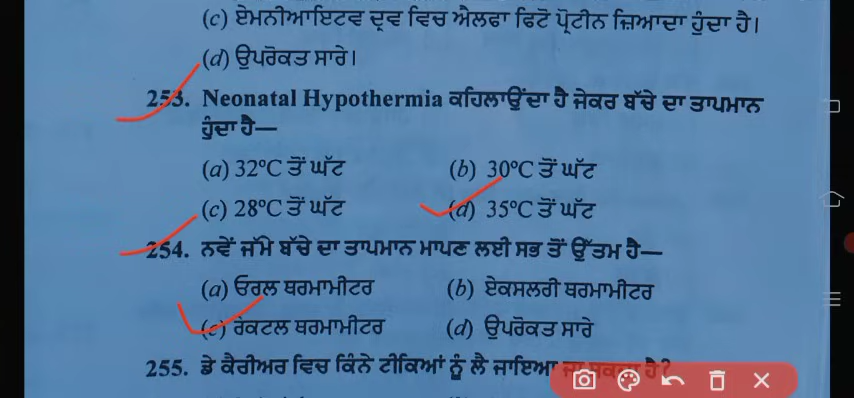 (c) ਏਮਨੀਆਇਟਵ ਦ੍ਰਵ ਵਿਚ ਐਲਫਾ ਫਿਟੋ ਪ੍ਰੋਟੀਨ ਜ਼ਿਆਦਾ ਹੁੰਦਾ ਹੈ।
(d) ਉਪਰੋਕਤ ਸਾਰੇ।
253. Neonatal Hypothermia ਕਹਿਲਾਉਂਦਾ ਹੈ ਜੇਕਰ ਬੱਚੇ ਦਾ ਤਾਪਮਾਨ
ਹੁੰਦਾ ਹੈ—
(a) 32°C ਤੋਂ ਘੱਟ (b) 30°C ਤੋਂ ਘੱਟ
(c) 28°C ਤੋਂ ਘੱਟ (d) 35°C ਤੋਂ ਘੱਟ
254. ਨਵੇਂ ਜੰਮੇ ਬੱਚੇ ਦਾ ਤਾਪਮਾਨ ਮਾਪਣ ਲਈ ਸਭ ਤੋਂ ਉੱਤਮ ਹੈ—
(a) ਓਰਲ ਥਰਮਾਮੀਟਰ (b) ਏਕਸਲਰੀ ਥਰਮਾਮੀਟਰ
(c) ਰੇਕਟਲ ਥਰਮਾਮੀਟਰ (d) ਉਪਰੋਕਤ ਸਾਰੇ
255. ਡੇ ਕੈਰੀਅਰ ਵਿਚ ਕਿੰਨੇ ਟੀਕਿਆਂ ਨੂੰ ਲੈ ਜਾਇਆ ਜਾ ਸਕਦਾ ਹੈ?